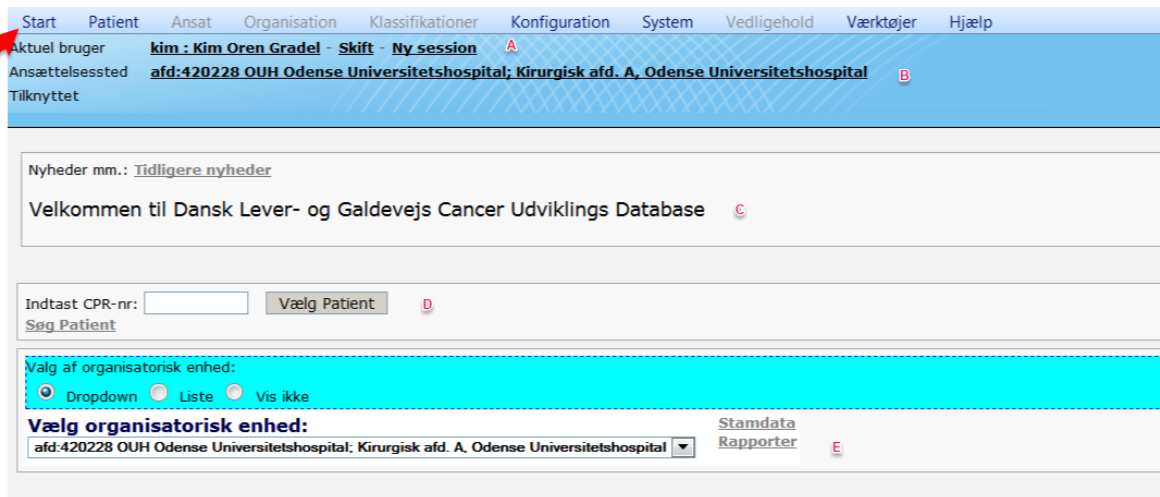 Start Patient Ansat Organisation Klassifikationer Konfiguration System Vedligehold Værktøjer Hjælp
Aktuel bruger kim : Kim Oren Gradel - Skift - Ny session A
Ansættelsessted afd:420228 OUH Odense Universitetshospital; Kirurgisk afd. A, Odense Universitetshospital B
Tilknyttet
Nyheder mm.: Tidligere nyheder
Velkommen til Dansk Lever- og Galdevejs Cancer Udviklings Database C
Indtast CPR-nr: Vælg Patient D
Søg Patient
Valg af organisatorisk enhed:
Dropdown Liste Vis ikke
Vælg organisatorisk enhed: Stamdata
afd:420228 OUH Odense Universitetshospital; Kirurgisk afd. A, Odense Universitetshospital Rapporter E